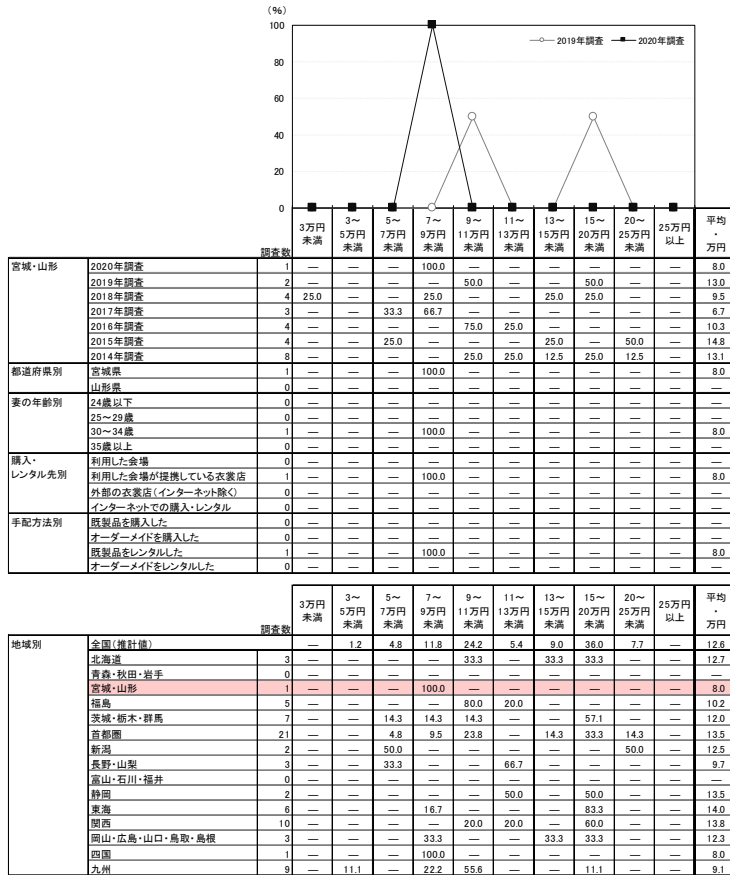 (%)
100
80
60
40
20
0
2019年調査 2020年調査
調査数 3万円未満 3~5万円未満 5~7万円未満 7~9万円未満 9~11万円未満 11~13万円未満 13~15万円未満 15~20万円未満 20~25万円未満 25万円以上 平均・万円
宮城・山形 2020年調査 1 — — — 100.0 — — — — — — 8.0
2019年調査 2 — — — — 50.0 — — 50.0 — — 13.0
2018年調査 4 25.0 — — 25.0 — — 25.0 25.0 — — 9.5
2017年調査 3 — — 33.3 66.7 — — — — — — 6.7
2016年調査 4 — — — — 75.0 25.0 — — — — 10.3
2015年調査 4 — — 25.0 — — — 25.0 — 50.0 — 14.8
2014年調査 8 — — — — 25.0 25.0 12.5 25.0 12.5 — 13.1
都道府県別 宮城県 1 — — — 100.0 — — — — — — 8.0
山形県 0 — — — — — — — — — — —
妻の年齢別 24歳以下 0 — — — — — — — — — — —
25~29歳 0 — — — — — — — — — — —
30~34歳 1 — — — 100.0 — — — — — — 8.0
35歳以上 0 — — — — — — — — — — —
購入・レンタル先別 利用した会場 0 — — — — — — — — — — —
利用した会場が提携している衣裳店 1 — — — 100.0 — — — — — — 8.0
外部の衣裳店(インターネット除く) 0 — — — — — — — — — — —
インターネットでの購入・レンタル 0 — — — — — — — — — — —
手配方法別 既製品を購入した 0 — — — — — — — — — — —
オーダーメイドを購入した 0 — — — — — — — — — — —
既製品をレンタルした 1 — — — 100.0 — — — — — — 8.0
オーダーメイドをレンタルした 0 — — — — — — — — — — —
調査数 3万円未満 3~5万円未満 5~7万円未満 7~9万円未満 9~11万円未満 11~13万円未満 13~15万円未満 15~20万円未満 20~25万円未満 25万円以上 平均・万円
地域別 全国(推計値) — 1.2 4.8 11.8 24.2 5.4 9.0 36.0 7.7 — 12.6
北海道 3 — — — — 33.3 — 33.3 33.3 — — 12.7
青森・秋田・岩手 0 — — — — — — — — — — —
宮城・山形 1 — — — 100.0 — — — — — — 8.0
福島 5 — — — — 80.0 20.0 — — — — 10.2
茨城・栃木・群馬 7 — — 14.3 14.3 14.3 — — 57.1 — — 12.0
首都圏 21 — — 4.8 9.5 23.8 — 14.3 33.3 14.3 — 13.5
新潟 2 — — 50.0 — — — — — 50.0 — 12.5
長野・山梨 3 — — 33.3 — — 66.7 — — — — 9.7
富山・石川・福井 0 — — — — — — — — — — —
静岡 2 — — — — — 50.0 — 50.0 — — 13.5
東海 6 — — — 16.7 — — — 83.3 — — 14.0
関西 10 — — — — 20.0 20.0 — 60.0 — — 13.8
岡山・広島・山口・鳥取・島根 3 — — — 33.3 — — 33.3 33.3 — — 12.3
四国 1 — — — 100.0 — — — — — — 8.0
九州 9 — 11.1 — 22.2 55.6 — — 11.1 — — 9.1